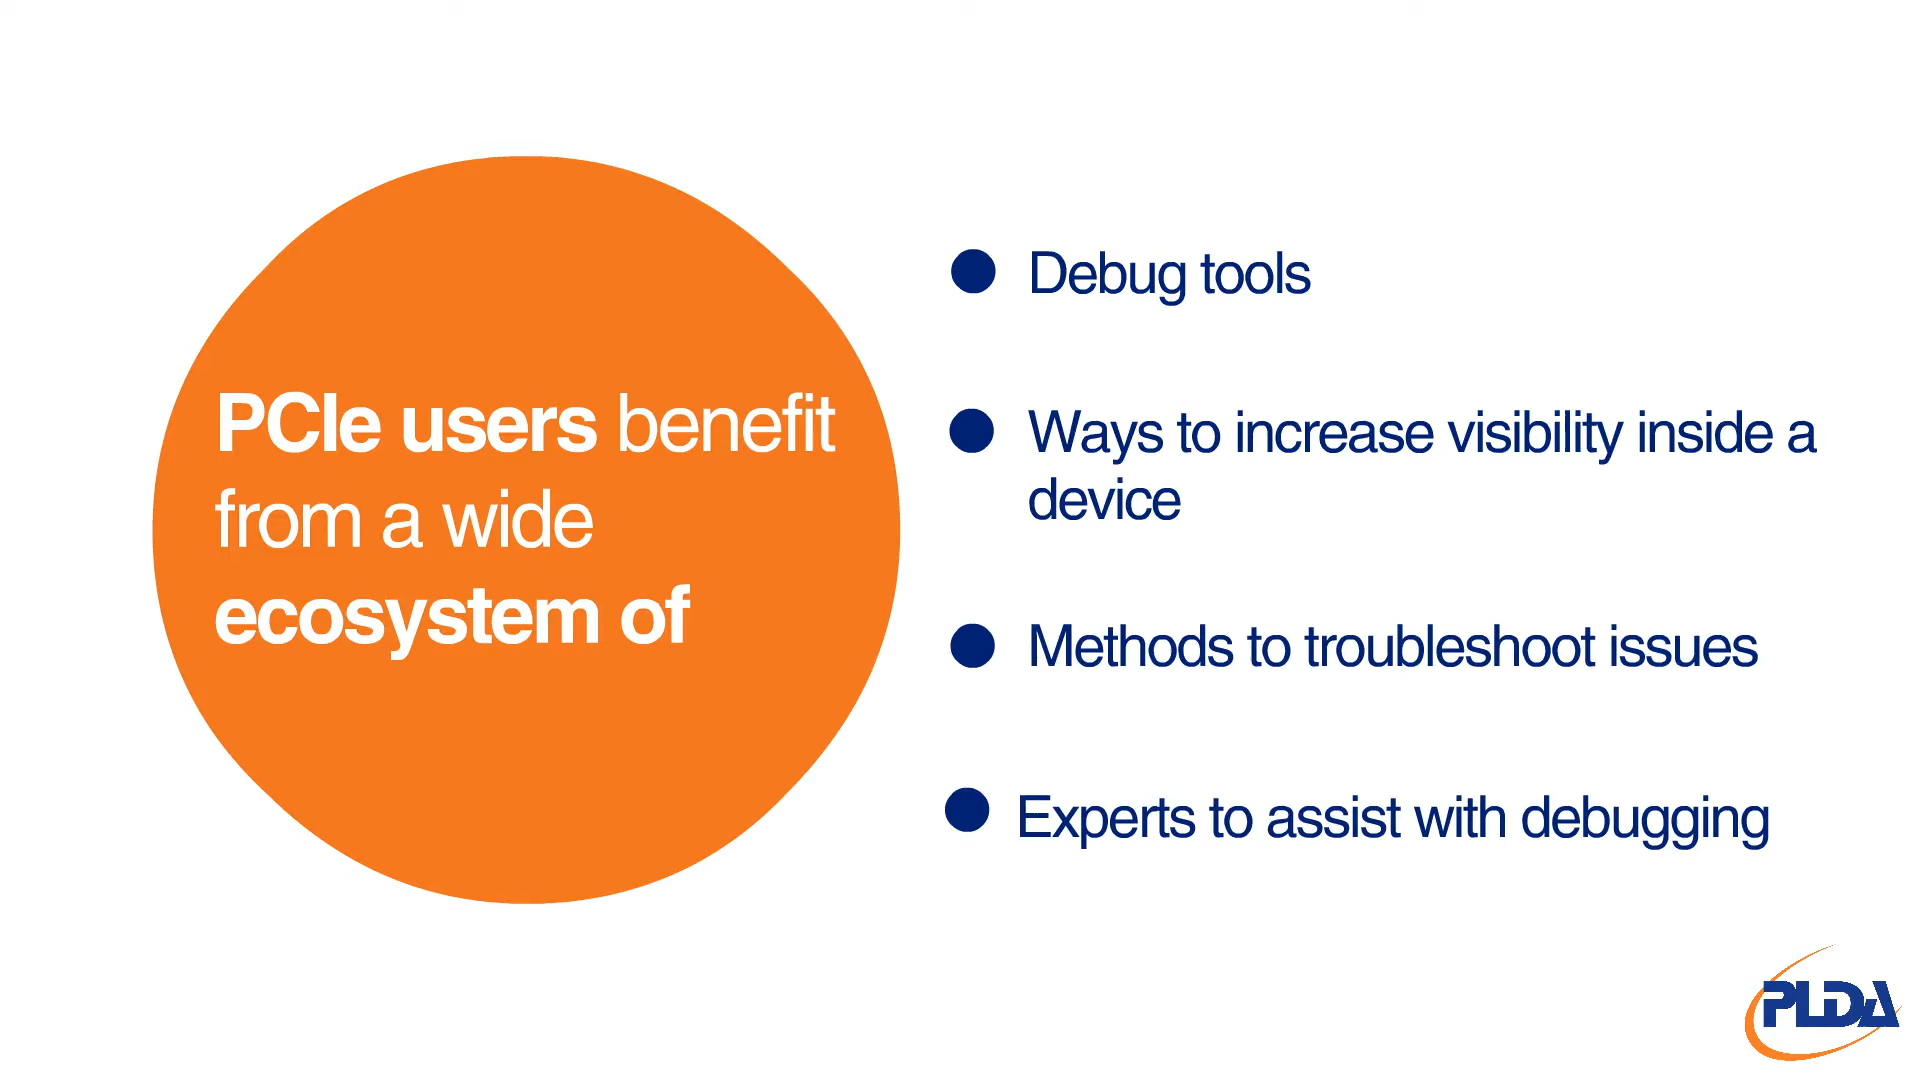 PCIe users benefit
from a wide
ecosystem of
Debug tools
Ways to increase visibility inside a
device
Methods to troubleshoot issues
Experts to assist with debugging
PLDA